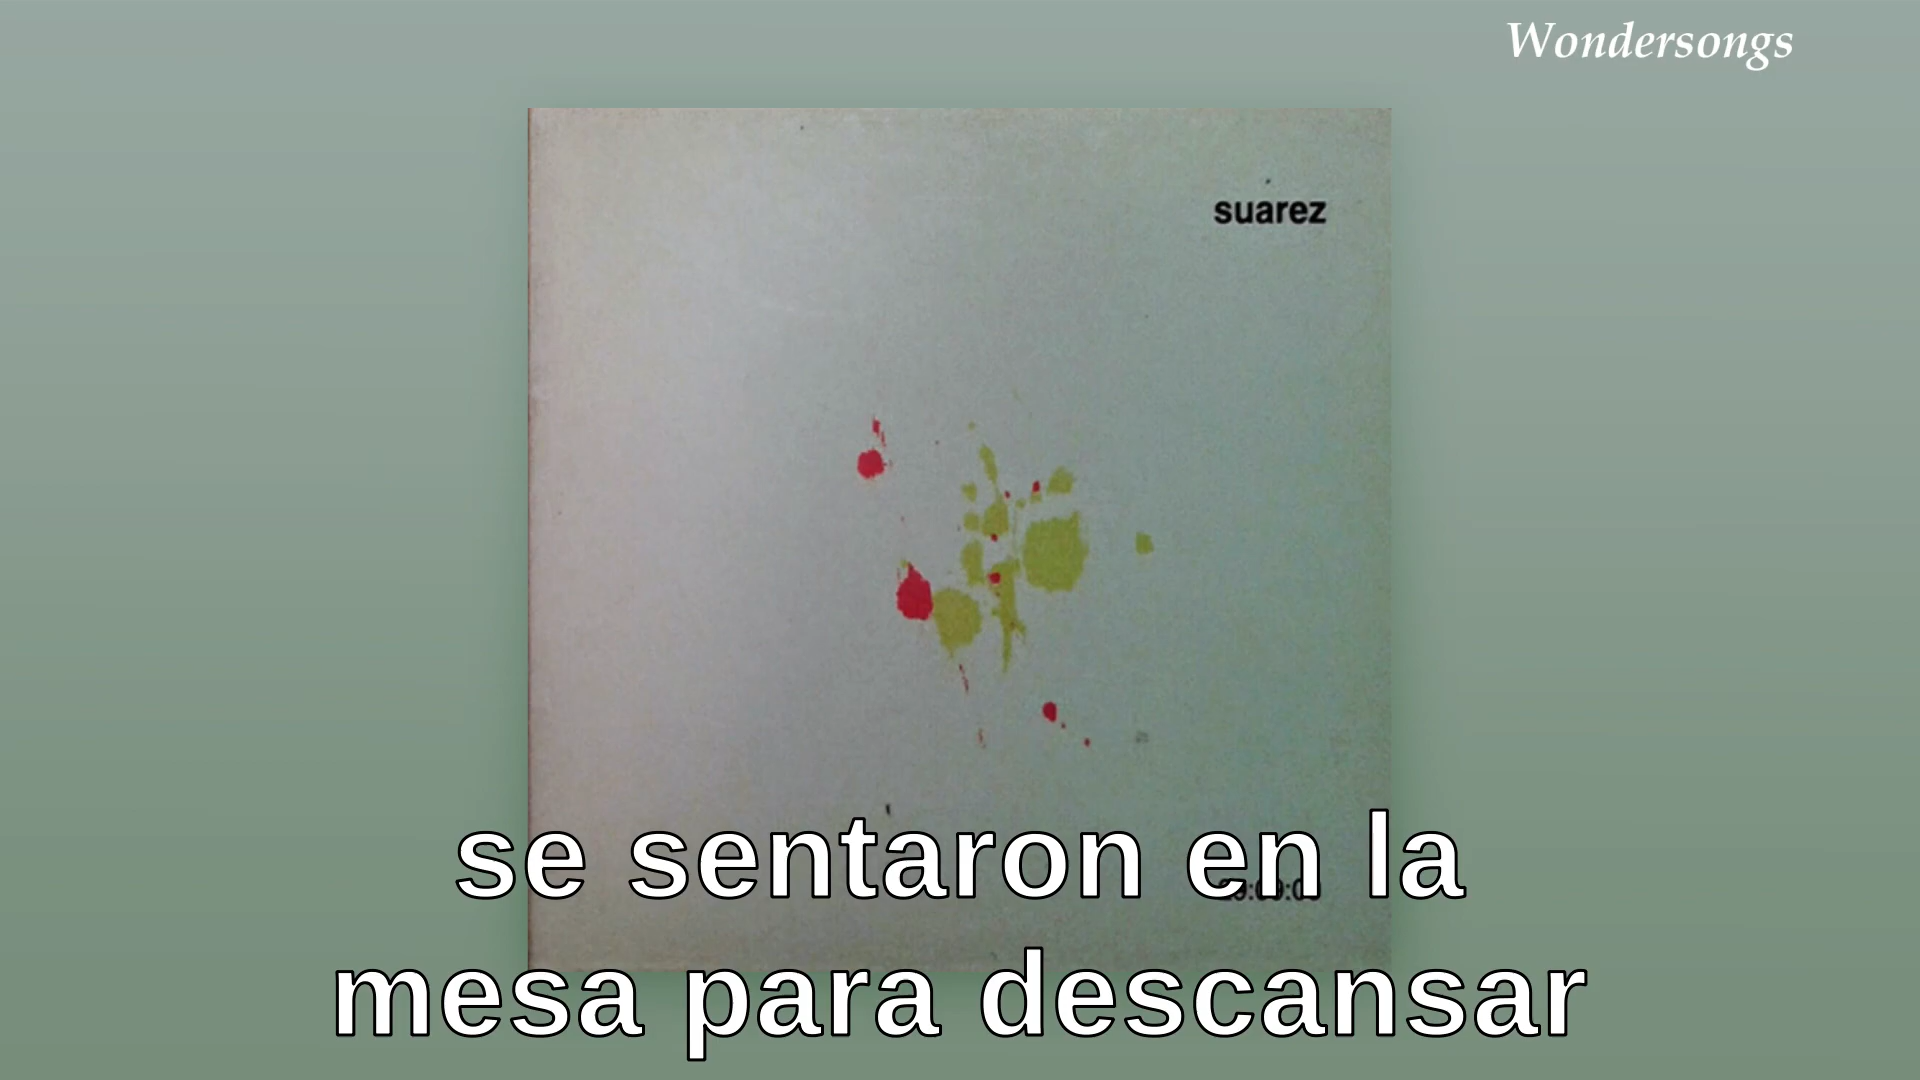 Wondersongs
suarez
se sentaron en la
mesa para descansar